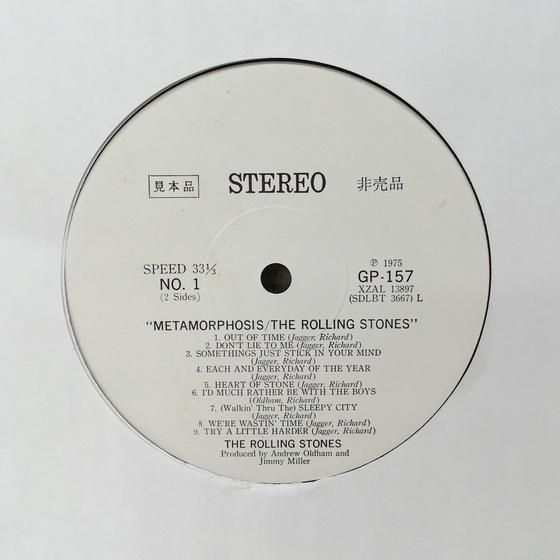 見本品 STEREO 非売品
SPEED 33⅓
NO. 1
(2 Sides)
℗ 1975
GP-157
XZAL 13897
(SDLBT 3667) L
"METAMORPHOSIS/THE ROLLING STONES"
1. OUT OF TIME (Jagger, Richard)
2. DON'T LIE TO ME (Jagger, Richard)
3. SOMETHINGS JUST STICK IN YOUR MIND
(Jagger, Richard)
4. EACH AND EVERYDAY OF THE YEAR
(Jagger, Richard)
5. HEART OF STONE (Jagger, Richard)
6. I'D MUCH RATHER BE WITH THE BOYS
(Oldham, Richard)
7. (Walkin' Thru The) SLEEPY CITY
(Jagger, Richard)
8. WE'RE WASTIN' TIME (Jagger, Richard)
9. TRY A LITTLE HARDER (Jagger, Richard)
THE ROLLING STONES
Produced by Andrew Oldham and
Jimmy Miller